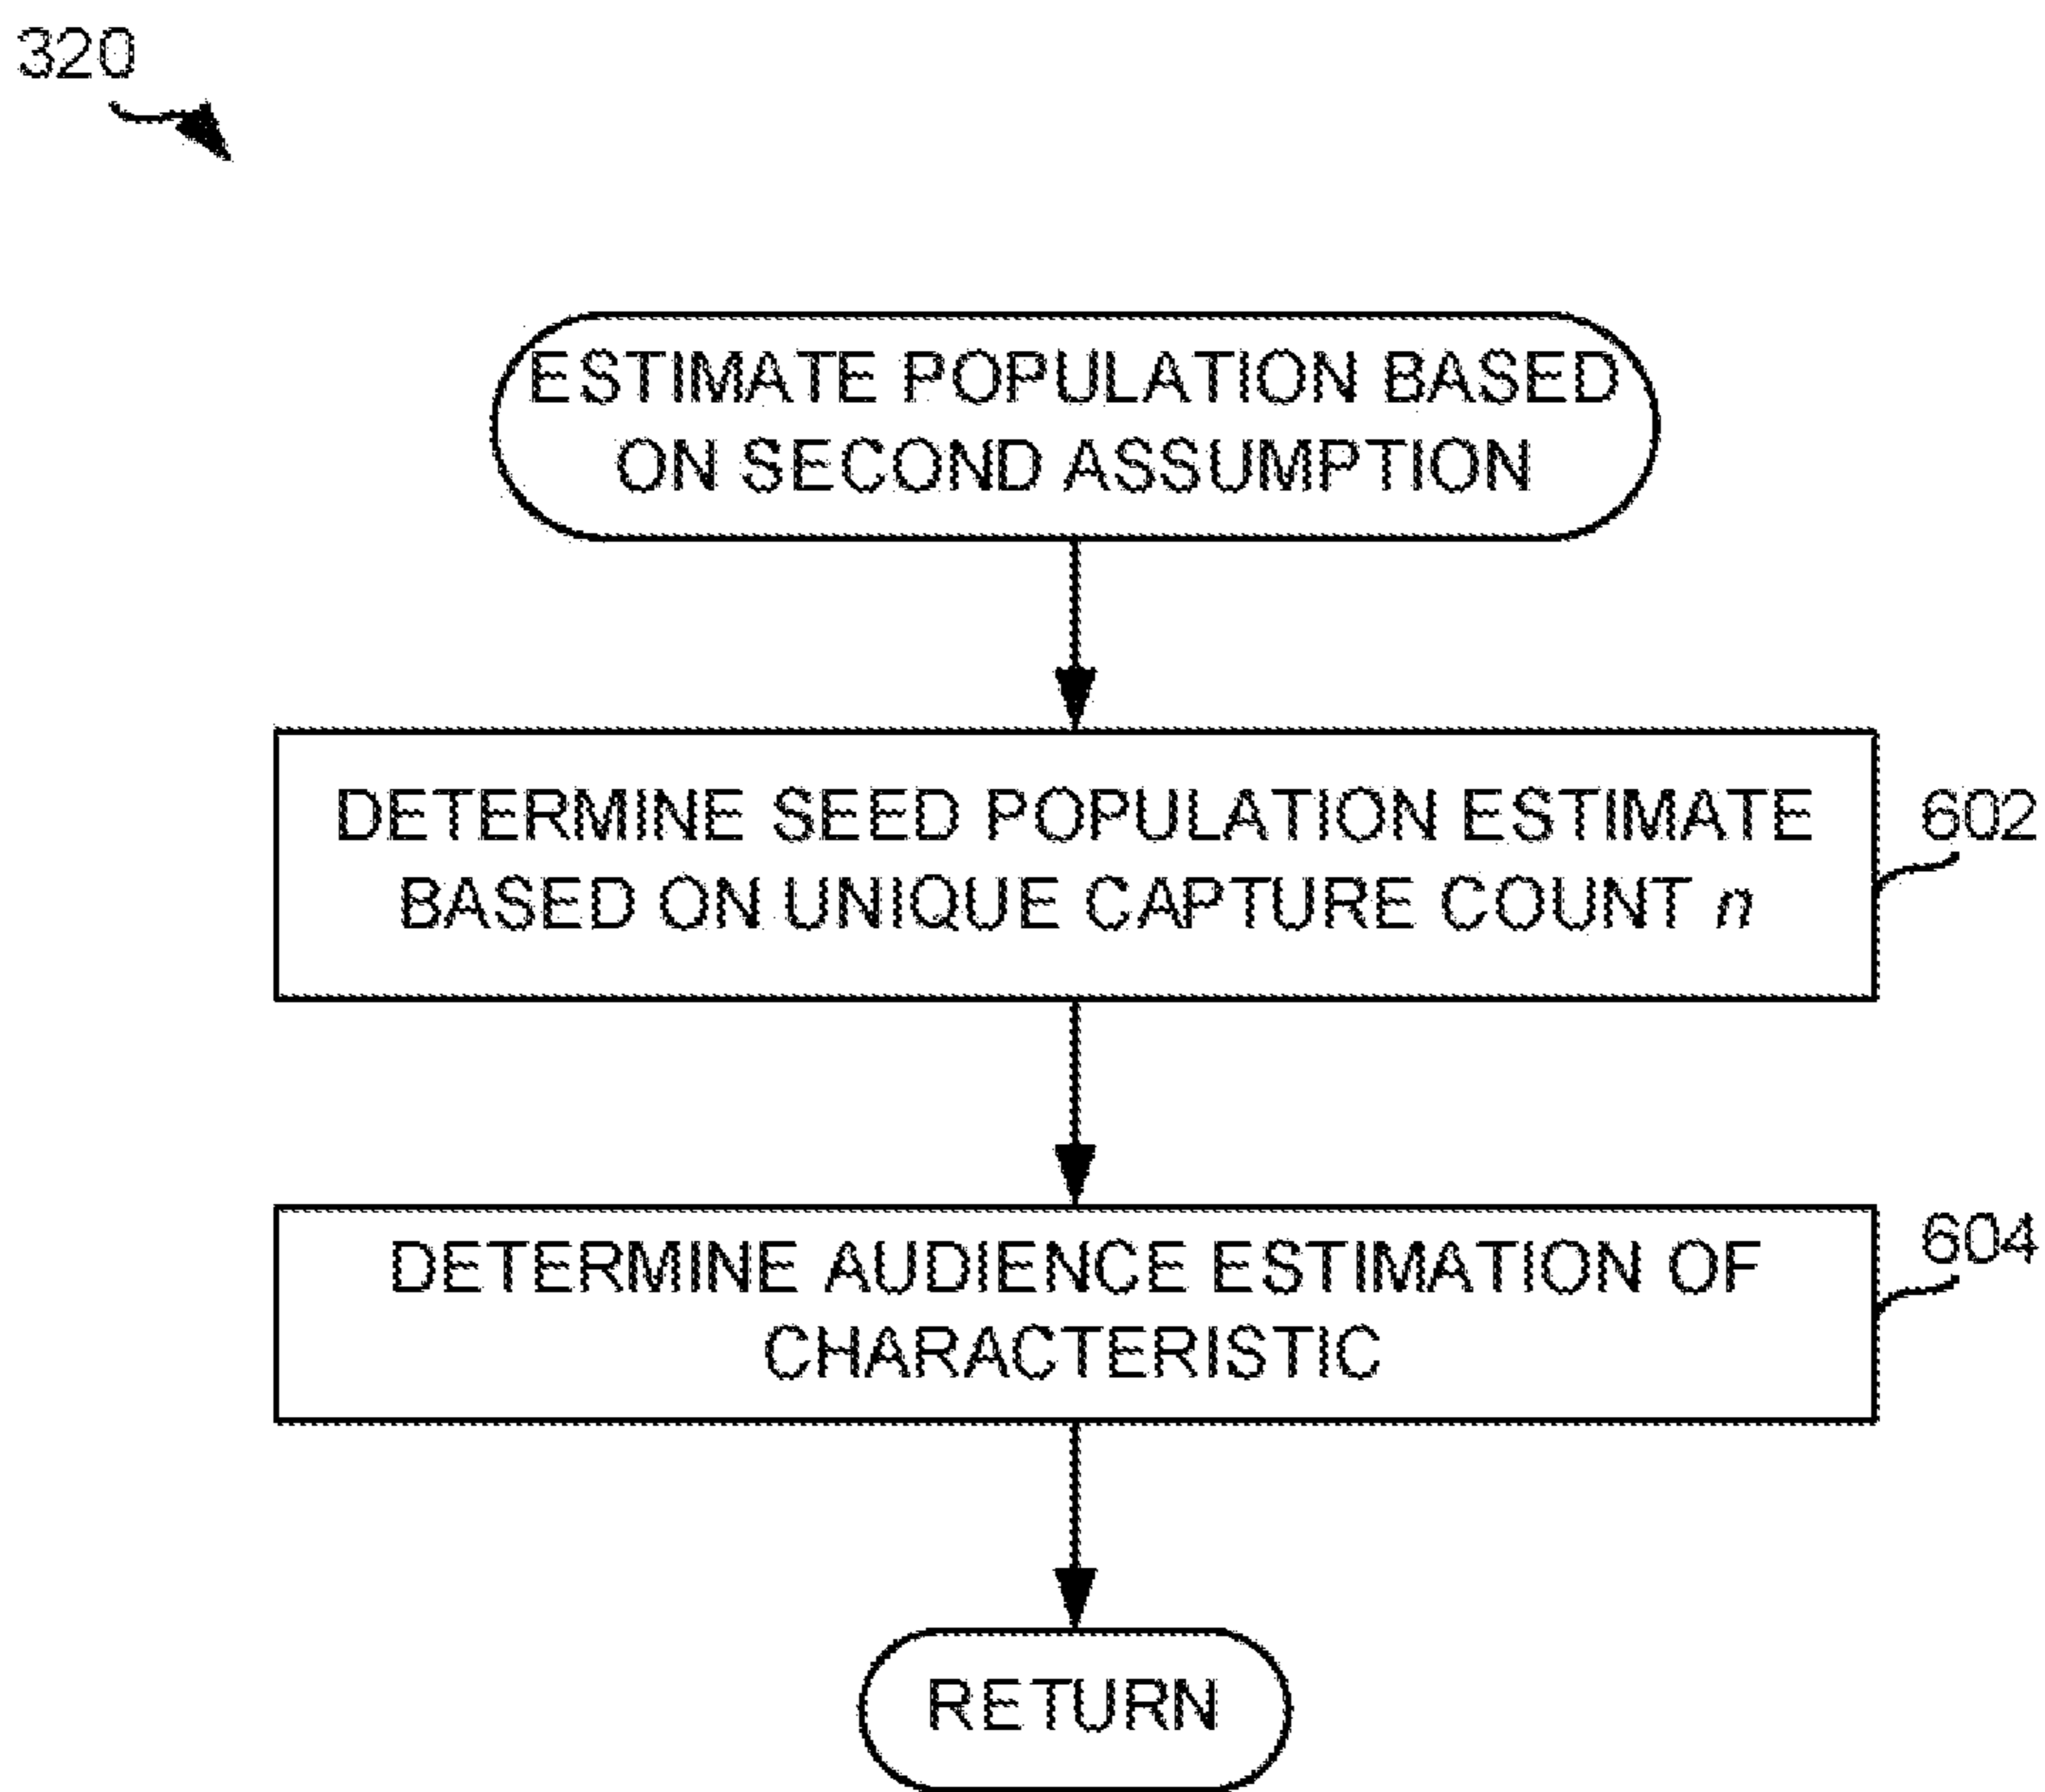 320
ESTIMATE POPULATION BASED
ON SECOND ASSUMPTION
DETERMINE SEED POPULATION ESTIMATE
BASED ON UNIQUE CAPTURE COUNT n
602
DETERMINE AUDIENCE ESTIMATION OF
CHARACTERISTIC
604
RETURN